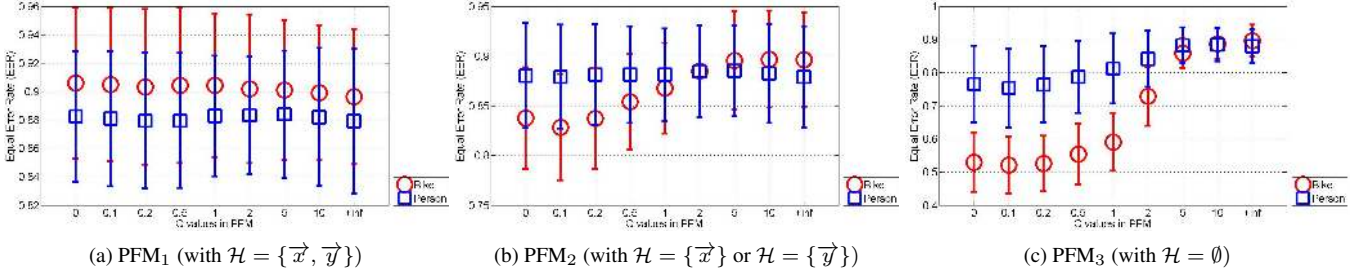 0.96
0.94
0.92
0.9
0.88
0.86
0.84
0.82
Equal Error Rate (EER)
0 0.1 0.2 0.5 1 2 5 10 +inf
Q values in PFM
Bike
Person
(a) PFM₁ (with ℋ = {x⃗, y⃗})
0.95
0.9
0.85
0.8
0.75
Equal Error Rate (EER)
0 0.1 0.2 0.5 1 2 5 10 +inf
Q values in PFM
Bike
Person
(b) PFM₂ (with ℋ = {x⃗} or ℋ = {y⃗})
1
0.9
0.8
0.7
0.6
0.5
0.4
Equal Error Rate (EER)
0 0.1 0.2 0.5 1 2 5 10 +inf
Q values in PFM
Bike
Person
(c) PFM₃ (with ℋ = ∅)